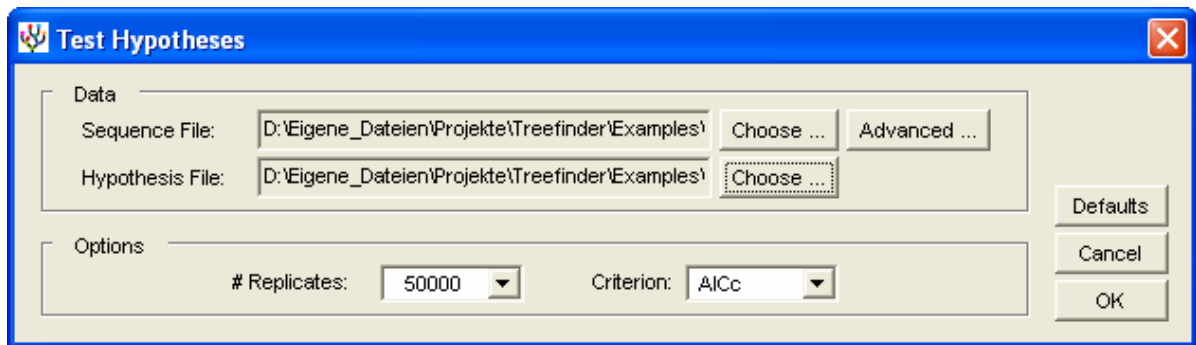 Test Hypotheses
Data
Sequence File: D:\Eigene_Dateien\Projekte\Treefinder\Examples\ Choose ... Advanced ...
Hypothesis File: D:\Eigene_Dateien\Projekte\Treefinder\Examples\ Choose ...
Defaults
Options
Cancel
# Replicates: 50000 Criterion: AICc
OK